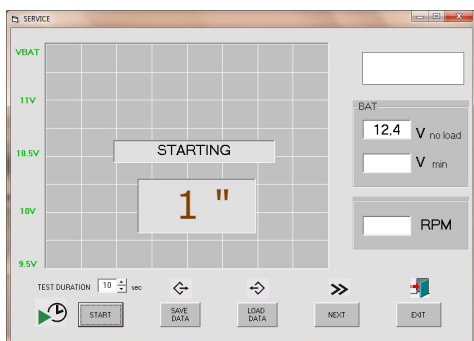 SERVICE
VBAT
11V
10.5V
10V
9.5V
STARTING
1 "
BAT
12,4 V no load
V min
RPM
TEST DURATION 10 sec
START
SAVE DATA
LOAD DATA
NEXT
EXIT